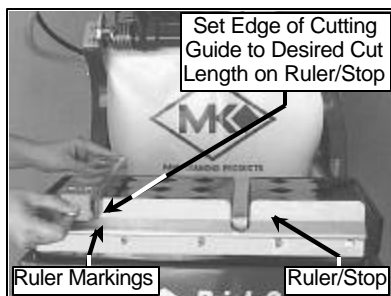 Set Edge of Cutting
Guide to Desired Cut
Length on Ruler/Stop
MK
Ruler Markings
Ruler/Stop